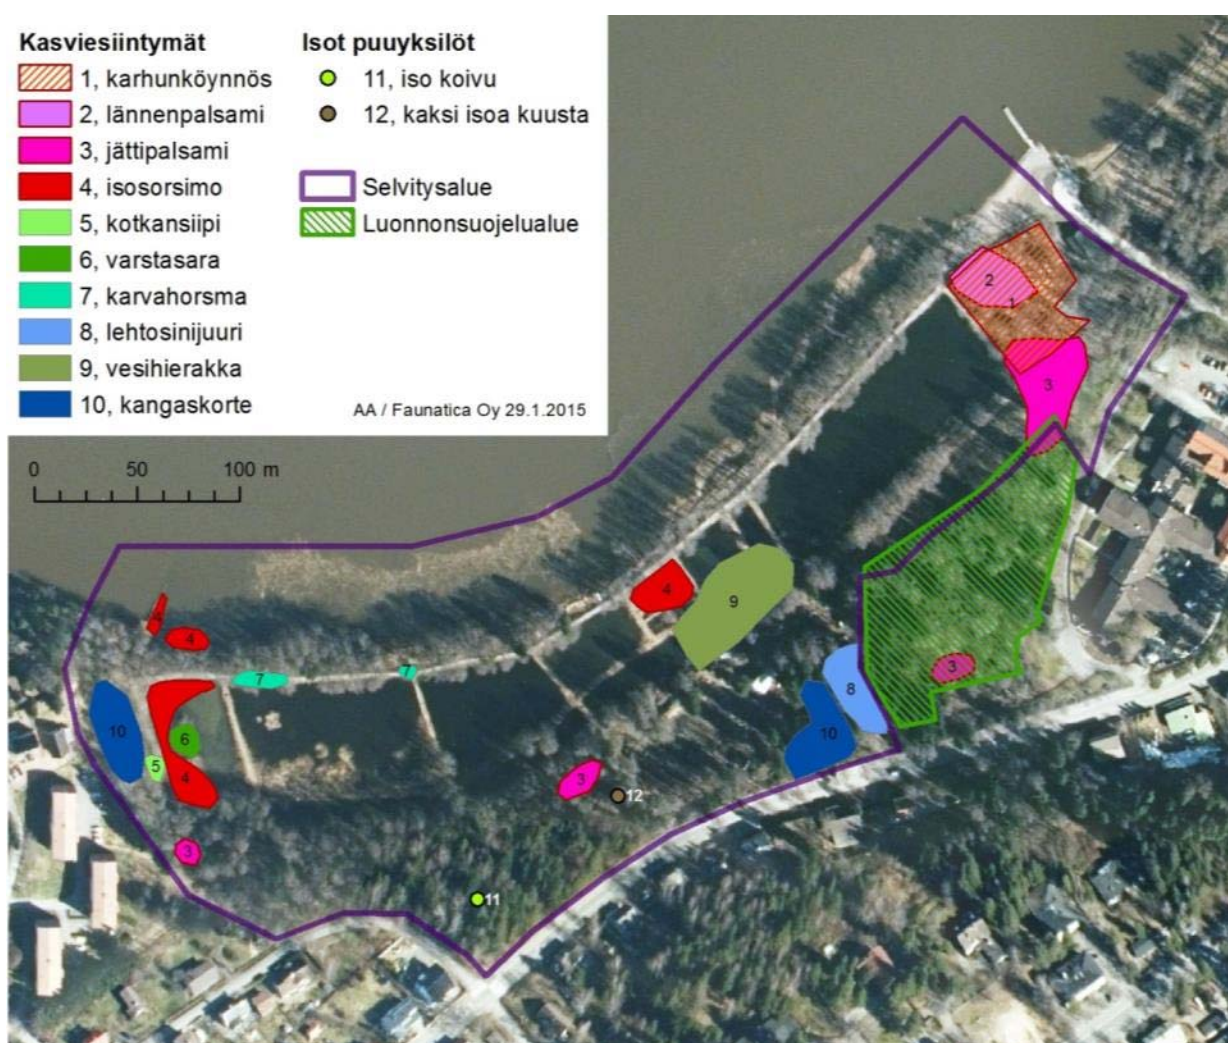 Kasviesiintymät
1, karhunköynnös
2, lännenpalsami
3, jättipalsami
4, isosorsimo
5, kotkansiipi
6, varstasara
7, karvahorsma
8, lehtosinijuuri
9, vesihierakka
10, kangaskorte
Isot puuyksilöt
11, iso koivu
12, kaksi isoa kuusta
Selvitysalue
Luonnonsuojelualue
AA / Faunatica Oy 29.1.2015
0 50 100 m
2
1
3
4
9
4
4
7
7
3
8
10
10
6
5
4
3
12
3
11